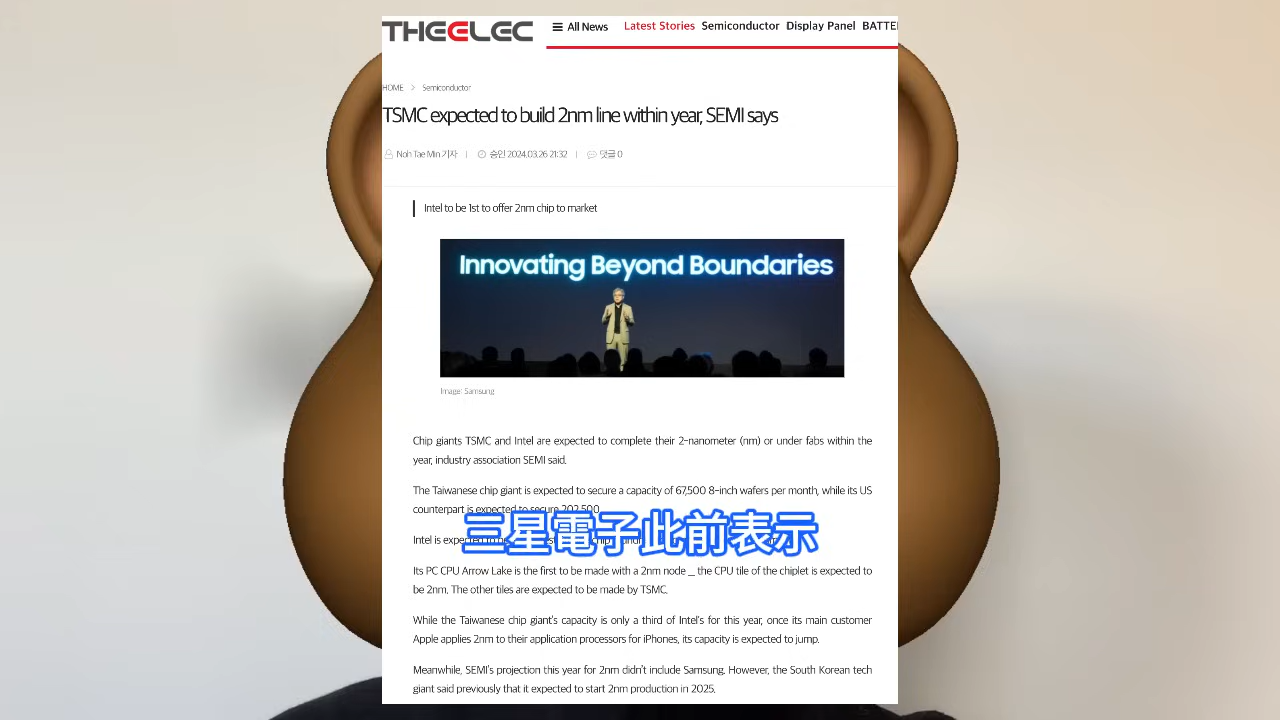 THEELEC
All News Latest Stories Semiconductor Display Panel BATTE
HOME > Semiconductor
TSMC expected to build 2nm line within year, SEMI says
Noh Tae Min 기자 | 승인 2024.03.26 21:32 | 댓글 0
Intel to be 1st to offer 2nm chip to market
Innovating Beyond Boundaries
Image: Samsung
Chip giants TSMC and Intel are expected to complete their 2-nanometer (nm) or under fabs within the
year, industry association SEMI said.
The Taiwanese chip giant is expected to secure a capacity of 67,500 8-inch wafers per month, while its US
counterpart is expected to secure 202,500.
三星電子此前表示
Intel is expected
Its PC CPU Arrow Lake is the first to be made with a 2nm node _ the CPU tile of the chiplet is expected to
be 2nm. The other tiles are expected to be made by TSMC.
While the Taiwanese chip giant's capacity is only a third of Intel's for this year, once its main customer
Apple applies 2nm to their application processors for iPhones, its capacity is expected to jump.
Meanwhile, SEMI's projection this year for 2nm didn't include Samsung. However, the South Korean tech
giant said previously that it expected to start 2nm production in 2025.